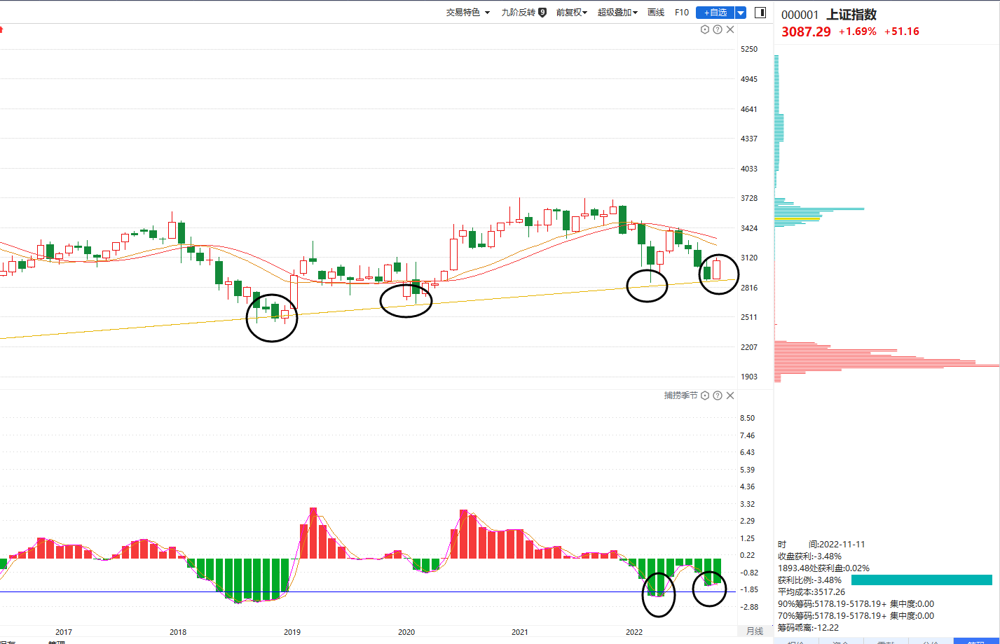 交易特色 九阶反转 9 前复权 超级叠加 画线 F10 +自选
000001 上证指数
3087.29 +1.69% +51.16
5250
4945
4641
4337
4033
3728
3424
3120
2816
2511
2207
1903
捕捞季节
8.50
7.46
6.43
5.39
4.36
3.32
2.29
1.25
0.22
-0.82
-1.85
-2.88
2017 2018 2019 2020 2021 2022 月线
时 间:2022-11-11
收盘获利:-3.48%
1893.48处获利盘:0.02%
获利比例:-3.48%
平均成本:3517.26
90%筹码:5178.19-5178.19+ 集中度:0.00
70%筹码:5178.19-5178.19+ 集中度:0.00
筹码乖离:-12.22